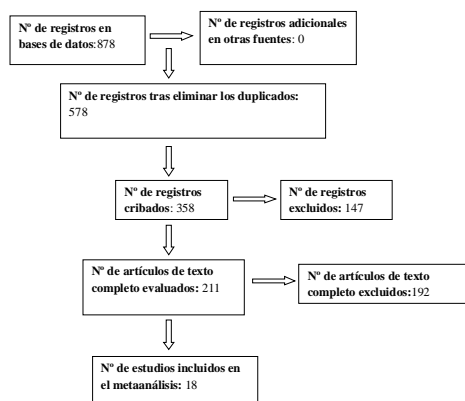 Nº de registros en
bases de datos:878
Nº de registros adicionales
en otras fuentes: 0
Nº de registros tras eliminar los duplicados:
578
Nº de registros
cribados: 358
Nº de registros
excluidos: 147
Nº de artículos de texto
completo evaluados: 211
Nº de artículos de texto
completo excluidos:192
Nº de estudios incluidos en
el metaanálisis: 18